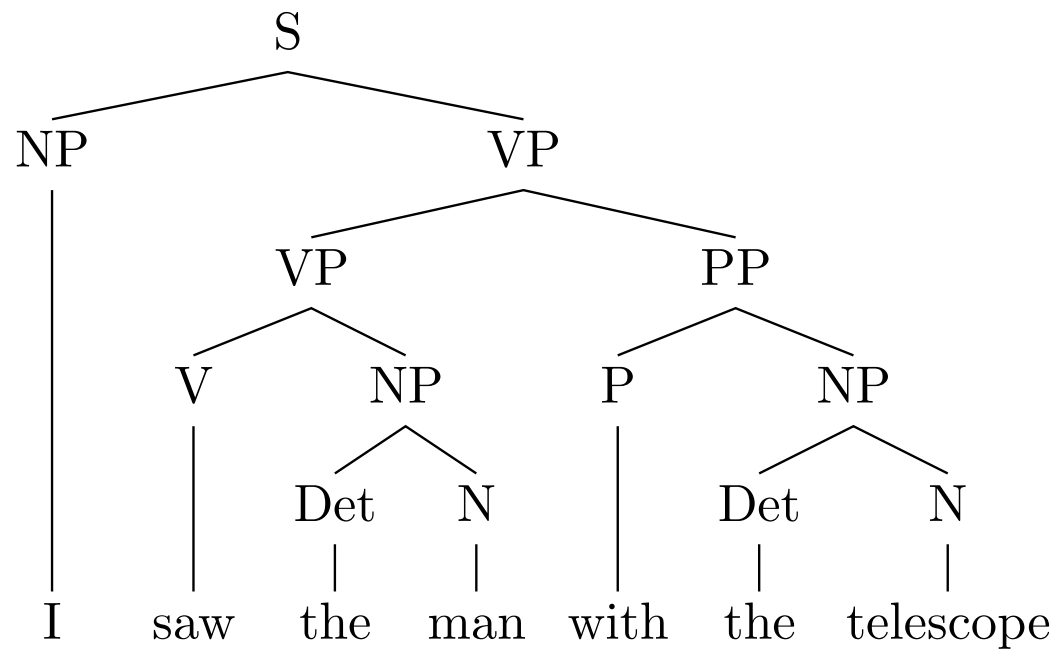 S
NP VP
VP PP
V NP P NP
Det N Det N
I saw the man with the telescope